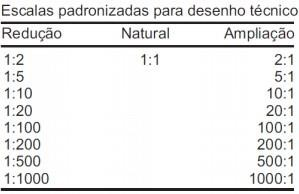 Escalas padronizadas para desenho técnico
Redução Natural Ampliação
1:2 1:1 2:1
1:5 5:1
1:10 10:1
1:20 20:1
1:100 100:1
1:200 200:1
1:500 500:1
1:1000 1000:1